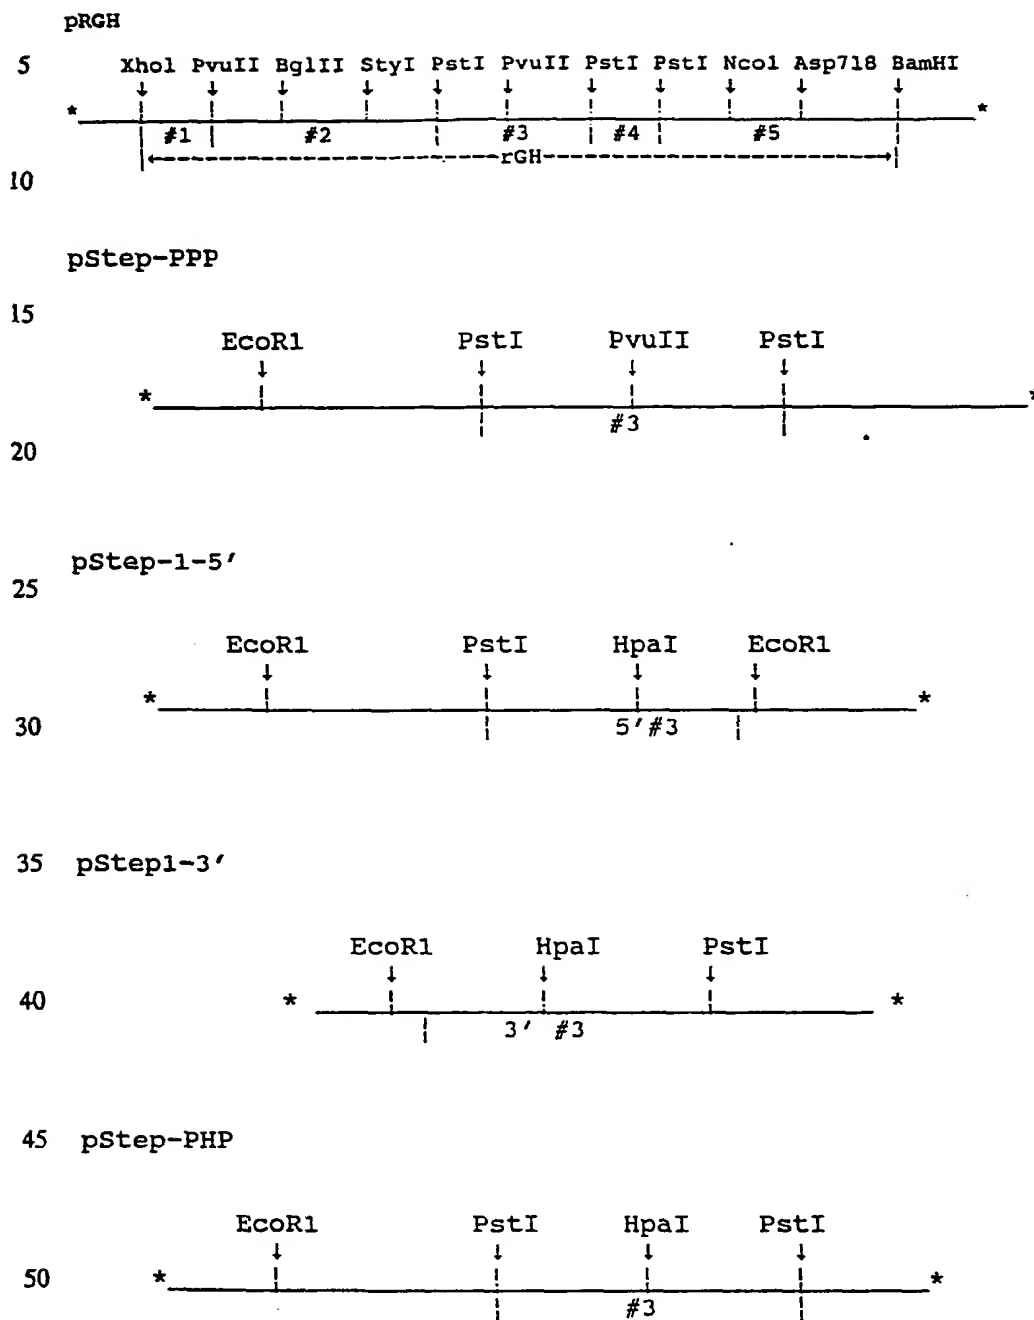 pRGH
5 Xho1 PvuII BglII StyI PstI PvuII PstI PstI Nco1 Asp718 BamHI
* *
#1 #2 #3 #4 #5
rGH
10
pStep-PPP
15
EcoR1 PstI PvuII PstI
* *
#3
20
pStep-1-5'
25
EcoR1 PstI HpaI EcoR1
* *
30 5'#3
35 pStep1-3'
EcoR1 HpaI PstI
40 * *
3' #3
45 pStep-PHP
EcoR1 PstI HpaI PstI
50 * *
#3